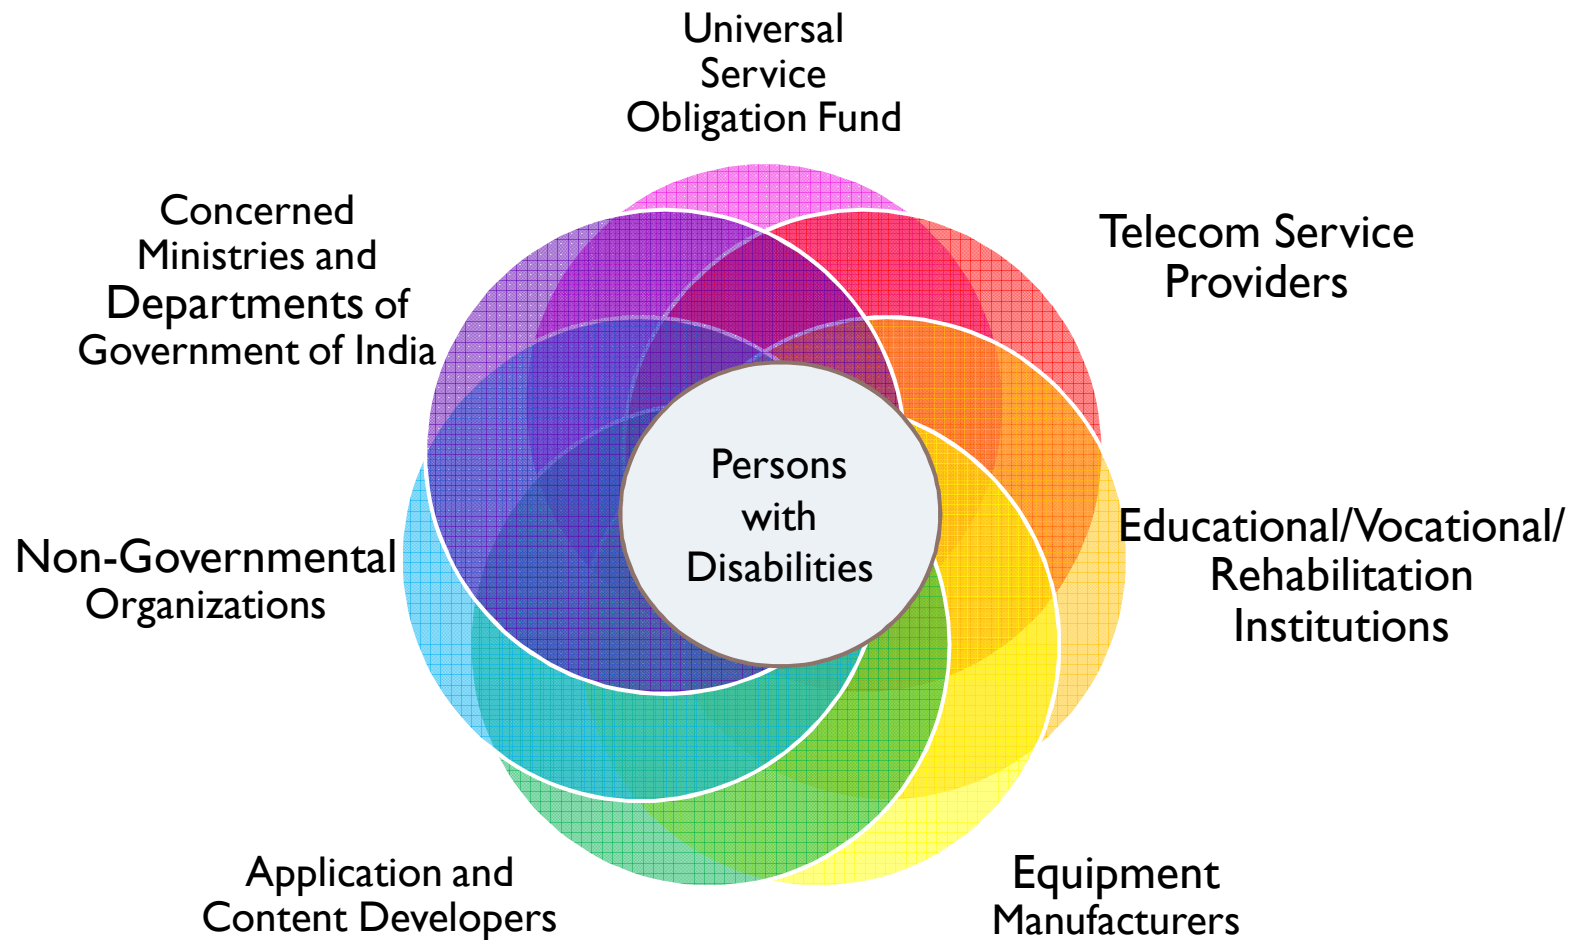 Universal
Service
Obligation Fund
Telecom Service
Providers
Educational/Vocational/
Rehabilitation
Institutions
Equipment
Manufacturers
Application and
Content Developers
Non-Governmental
Organizations
Concerned
Ministries and
Departments of
Government of India
Persons
with
Disabilities